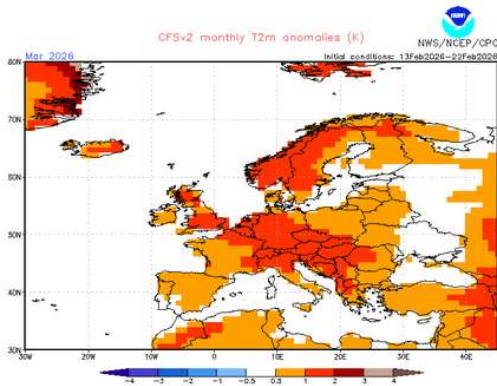 CFSv2 monthly T2m anomalies (K)
NWS/NCEP/CPC
Mar 2026
Initial conditions: 13Feb2026-22Feb2026
80N
70N
60N
50N
40N
30N
30W 20W 10W 0 10E 20E 30E 40E
-4 -3 -2 -1 -0.5 0.5 1 2 3 4